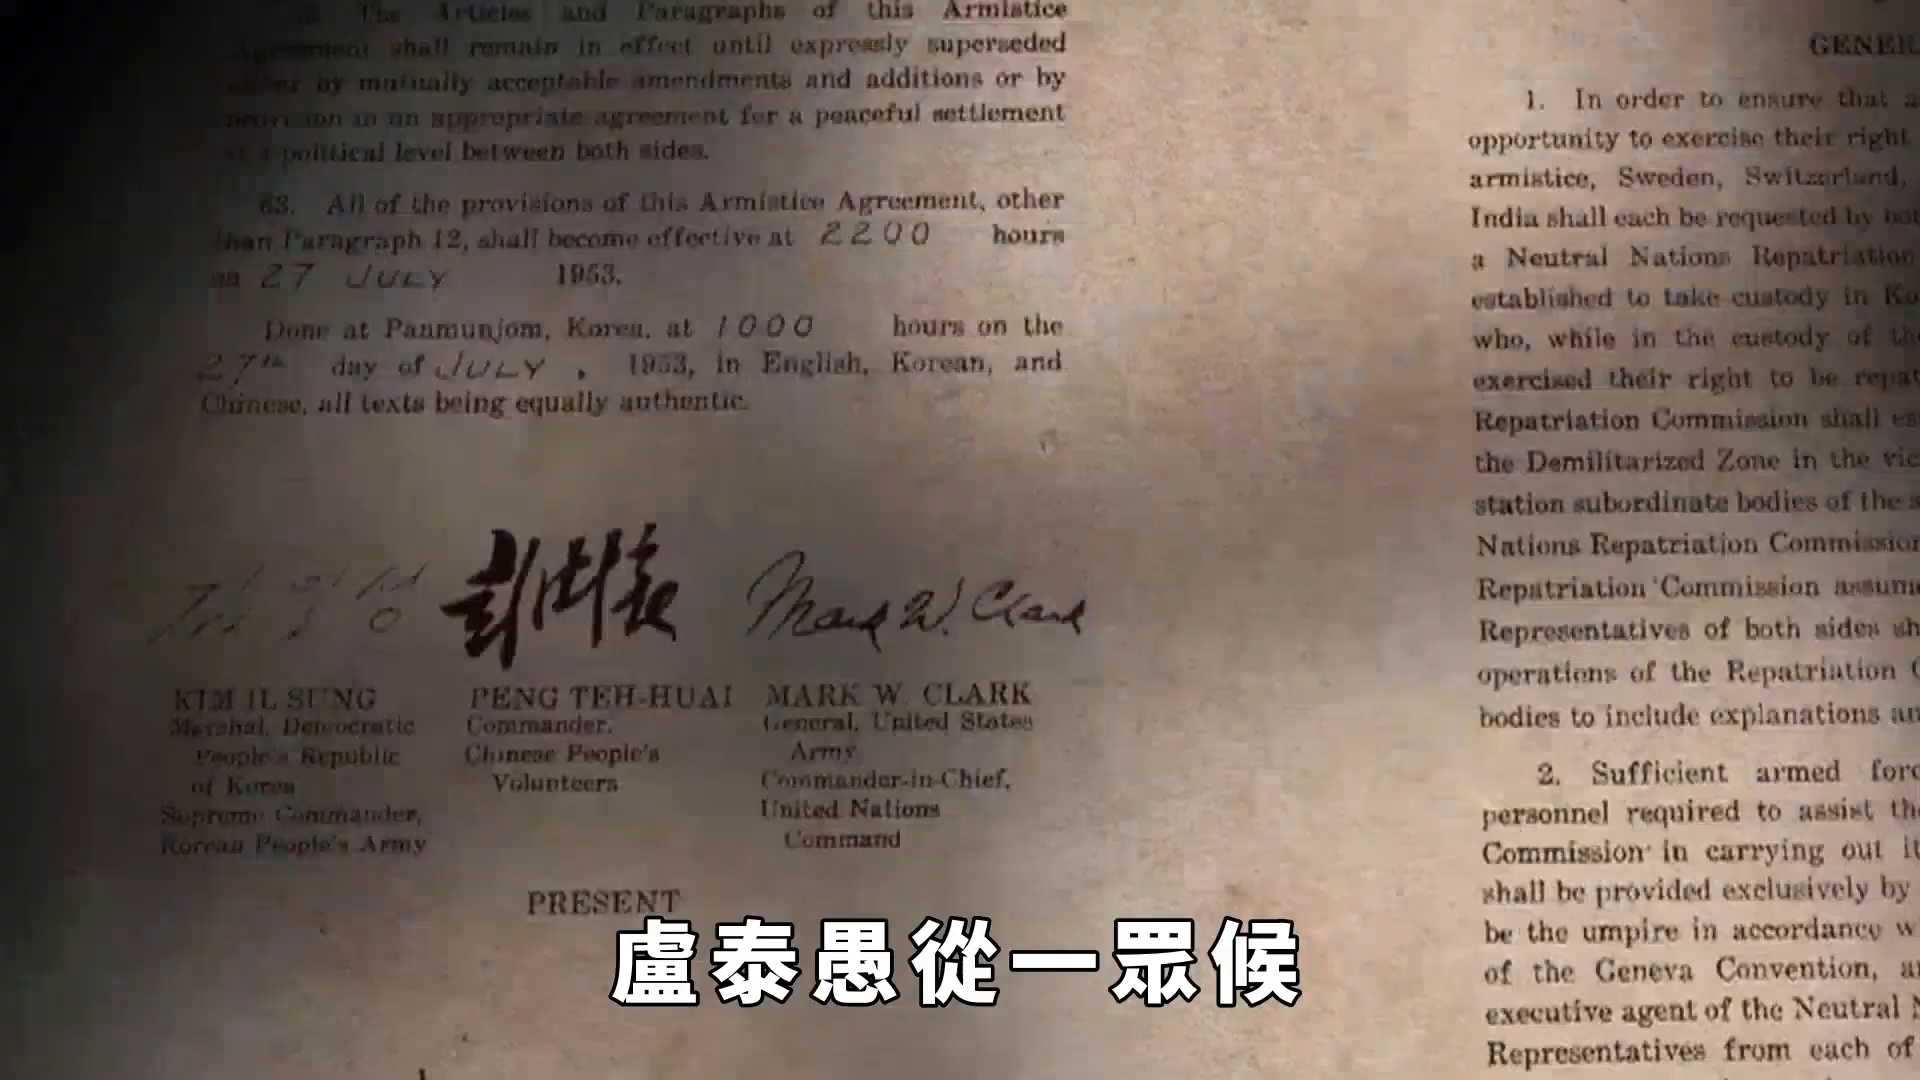 The Articles and Paragraphs of this Armistice
Agreement shall remain in effect until expressly superseded
either by mutually acceptable amendments and additions or by
provision in an appropriate agreement for a peaceful settlement
at a political level between both sides.
63. All of the provisions of this Armistice Agreement, other
than Paragraph 12, shall become effective at 2200 hours
on 27 JULY 1953.
Done at Panmunjom, Korea, at 1000 hours on the
27th day of JULY, 1953, in English, Korean, and
Chinese, all texts being equally authentic.
김일성 彭德懷 Mark W. Clark
KIM IL SUNG
Marshal, Democratic
People's Republic
of Korea
Supreme Commander,
Korean People's Army
PENG TEH-HUAI
Commander,
Chinese People's
Volunteers
MARK W. CLARK
General, United States
Army
Commander-in-Chief,
United Nations
Command
PRESENT
GENER
1. In order to ensure that a
opportunity to exercise their right
armistice, Sweden, Switzerland,
India shall each be requested by bot
a Neutral Nations Repatriation
established to take custody in Ko
who, while in the custody of the
exercised their right to be repat
Repatriation Commission shall es
the Demilitarized Zone in the vic
station subordinate bodies of the s
Nations Repatriation Commission
Repatriation Commission assume
Representatives of both sides sh
operations of the Repatriation C
bodies to include explanations an
2. Sufficient armed forc
personnel required to assist the
Commission in carrying out it
shall be provided exclusively by
be the umpire in accordance w
of the Geneva Convention, a
executive agent of the Neutral N
Representatives from each of
盧泰愚從一眾候